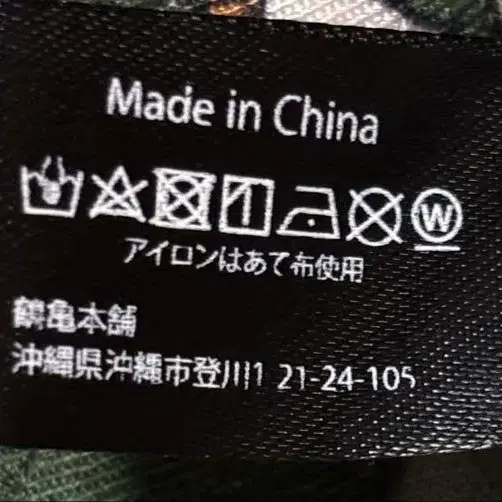 Made in China
W
アイロンはあて布使用
鶴亀本舗
沖縄県沖縄市登川1 21-24-105